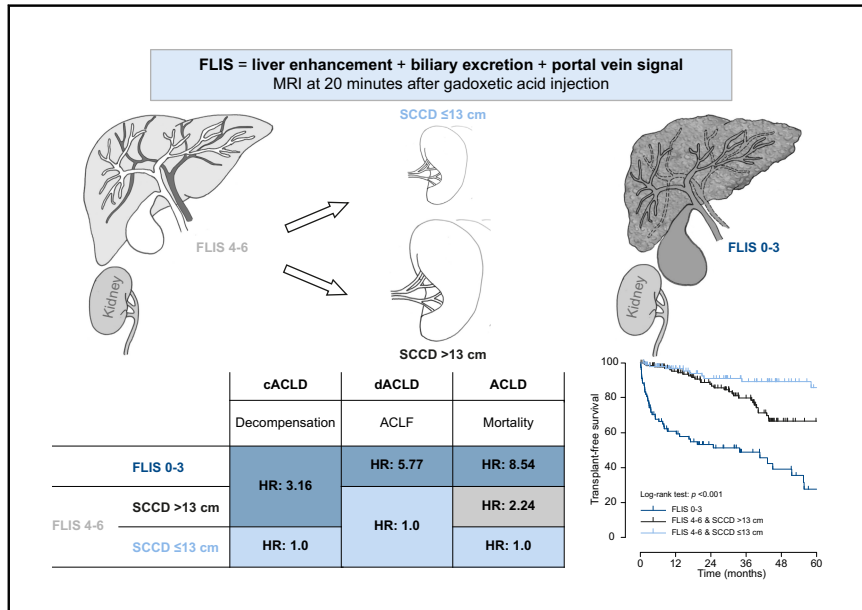 FLIS = liver enhancement + biliary excretion + portal vein signal
MRI at 20 minutes after gadoxetic acid injection
SCCD ≤13 cm
FLIS 4-6
Kidney
SCCD >13 cm
FLIS 0-3
Kidney
cACLD dACLD ACLD
Decompensation ACLF Mortality
FLIS 0-3 HR: 3.16 HR: 5.77 HR: 8.54
FLIS 4-6 SCCD >13 cm HR: 1.0 HR: 2.24
SCCD ≤13 cm HR: 1.0 HR: 1.0
Transplant-free survival
100
80
60
40
20
0
Log-rank test: p <0.001
FLIS 0-3
FLIS 4-6 & SCCD >13 cm
FLIS 4-6 & SCCD ≤13 cm
0 12 24 36 48 60
Time (months)